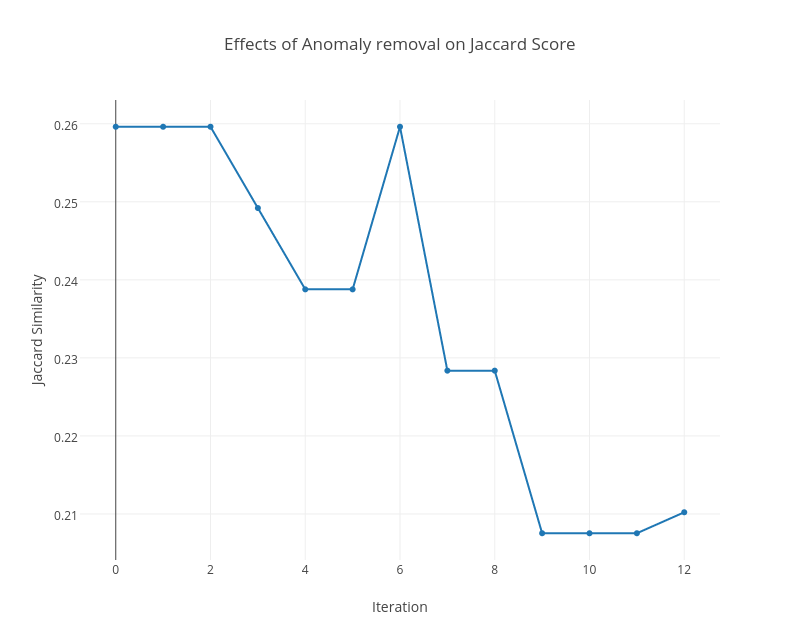 Effects of Anomaly removal on Jaccard Score
0.26
0.25
0.24
0.23
0.22
0.21
Jaccard Similarity
0 2 4 6 8 10 12
Iteration